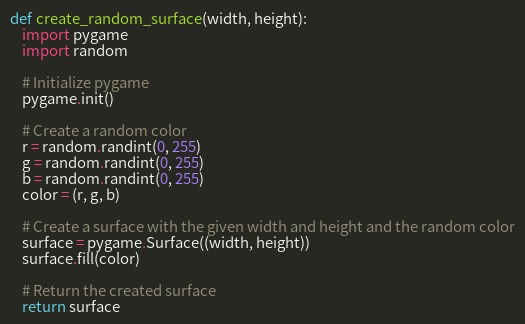 def create_random_surface(width, height):
    import pygame
    import random

    # Initialize pygame
    pygame.init()

    # Create a random color
    r = random.randint(0, 255)
    g = random.randint(0, 255)
    b = random.randint(0, 255)
    color = (r, g, b)

    # Create a surface with the given width and height and the random color
    surface = pygame.Surface((width, height))
    surface.fill(color)

    # Return the created surface
    return surface